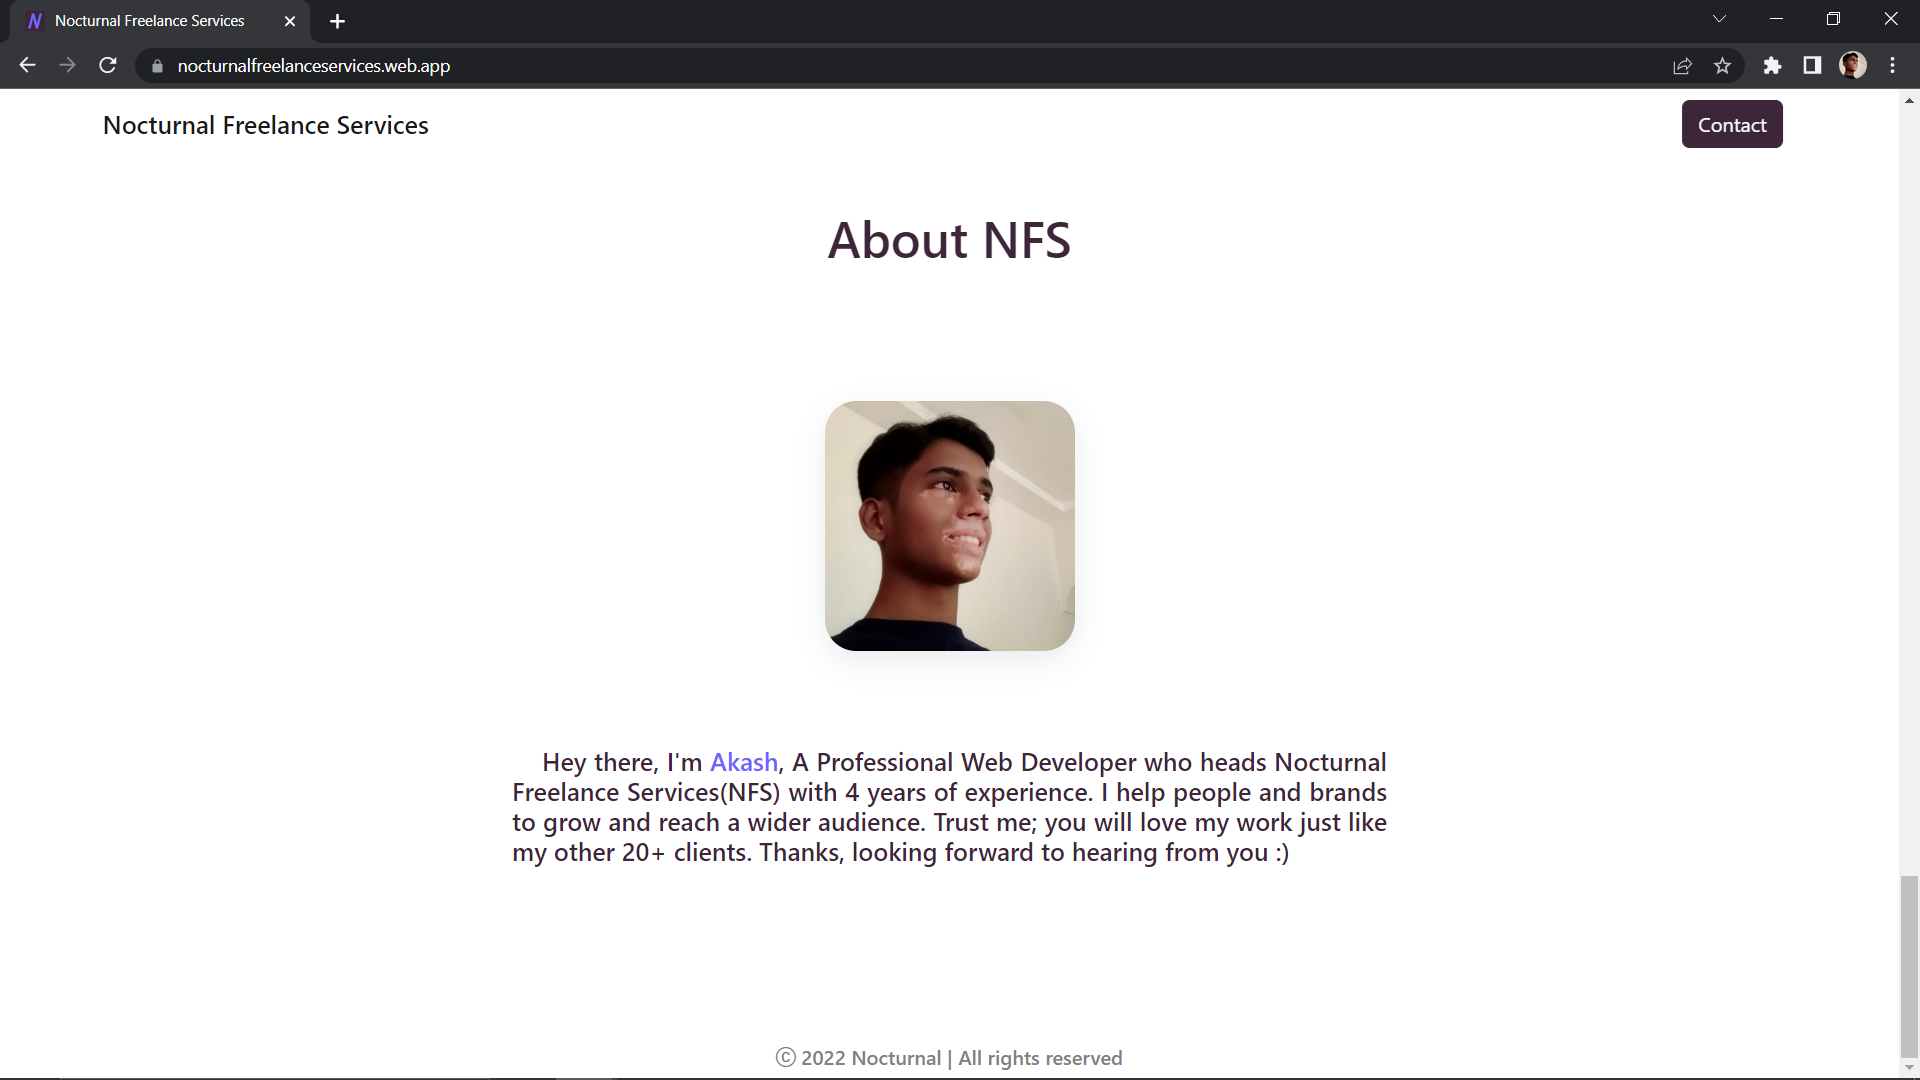 Nocturnal Freelance Services
nocturnalfreelanceservices.web.app
Nocturnal Freelance Services
Contact
About NFS
Hey there, I'm Akash, A Professional Web Developer who heads Nocturnal
Freelance Services(NFS) with 4 years of experience. I help people and brands
to grow and reach a wider audience. Trust me; you will love my work just like
my other 20+ clients. Thanks, looking forward to hearing from you :)
© 2022 Nocturnal | All rights reserved